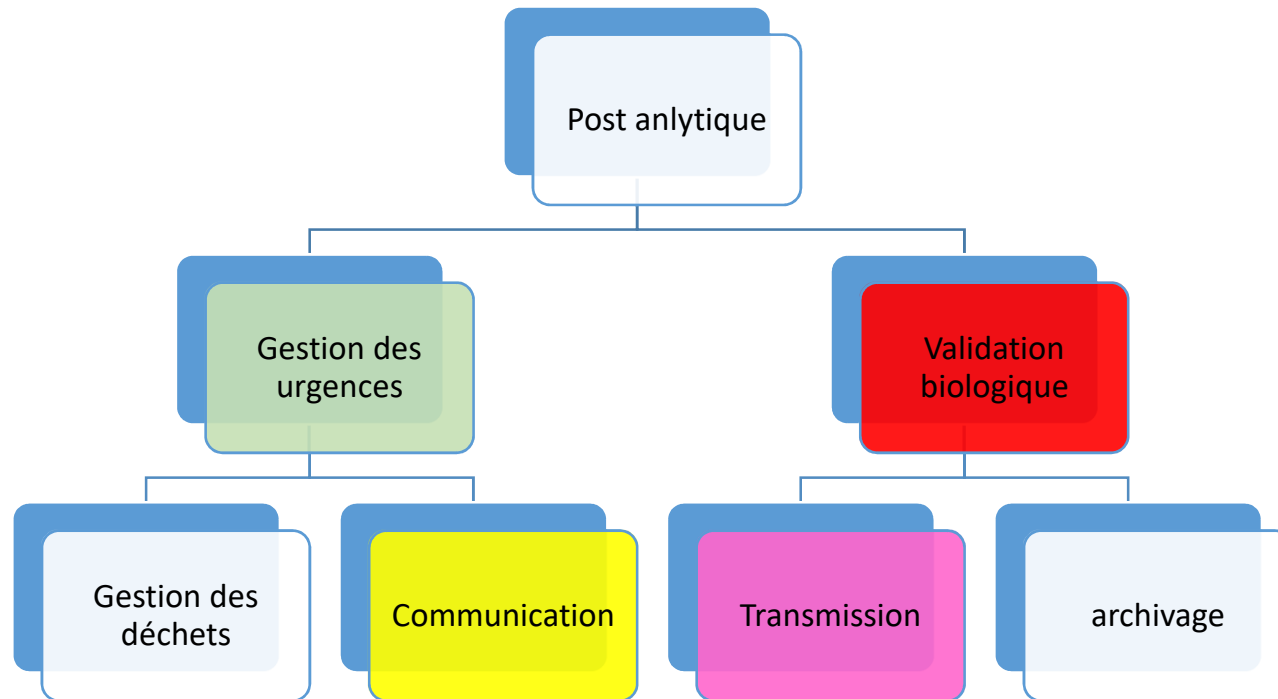 Post anlytique
Gestion des
urgences
Validation
biologique
Gestion des
déchets
Communication
Transmission
archivage